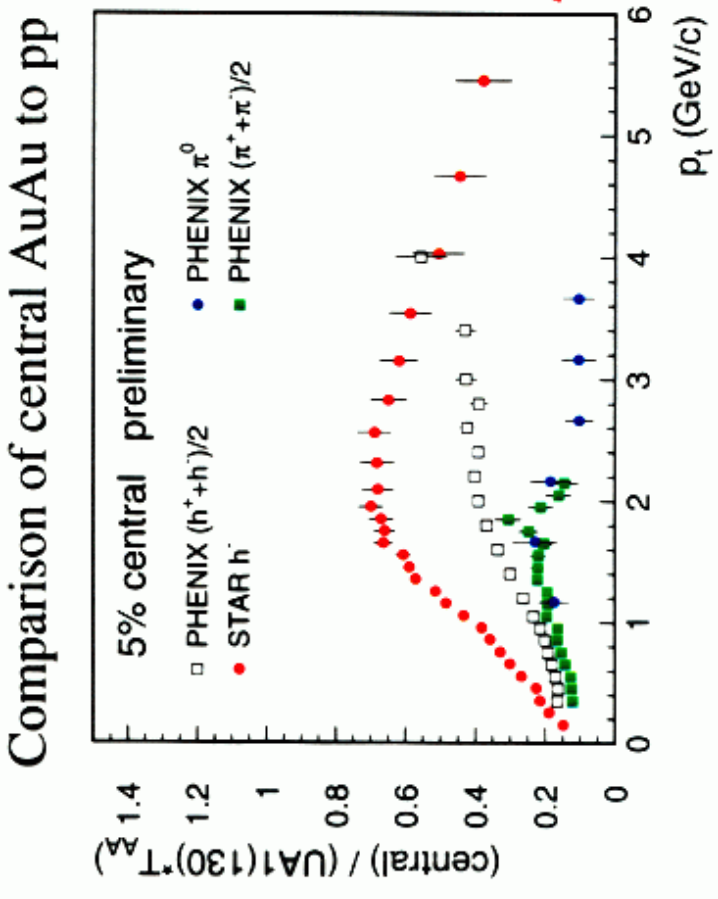 Comparison of central AuAu to pp
5% central preliminary
PHENIX (h⁺+h⁻)/2
PHENIX π⁰
STAR h⁻
PHENIX (π⁺+π⁻)/2
(central) / (UA1(130)*T_AA)
1.4
1.2
1
0.8
0.6
0.4
0.2
0
0 1 2 3 4 5 6
p_t (GeV/c)